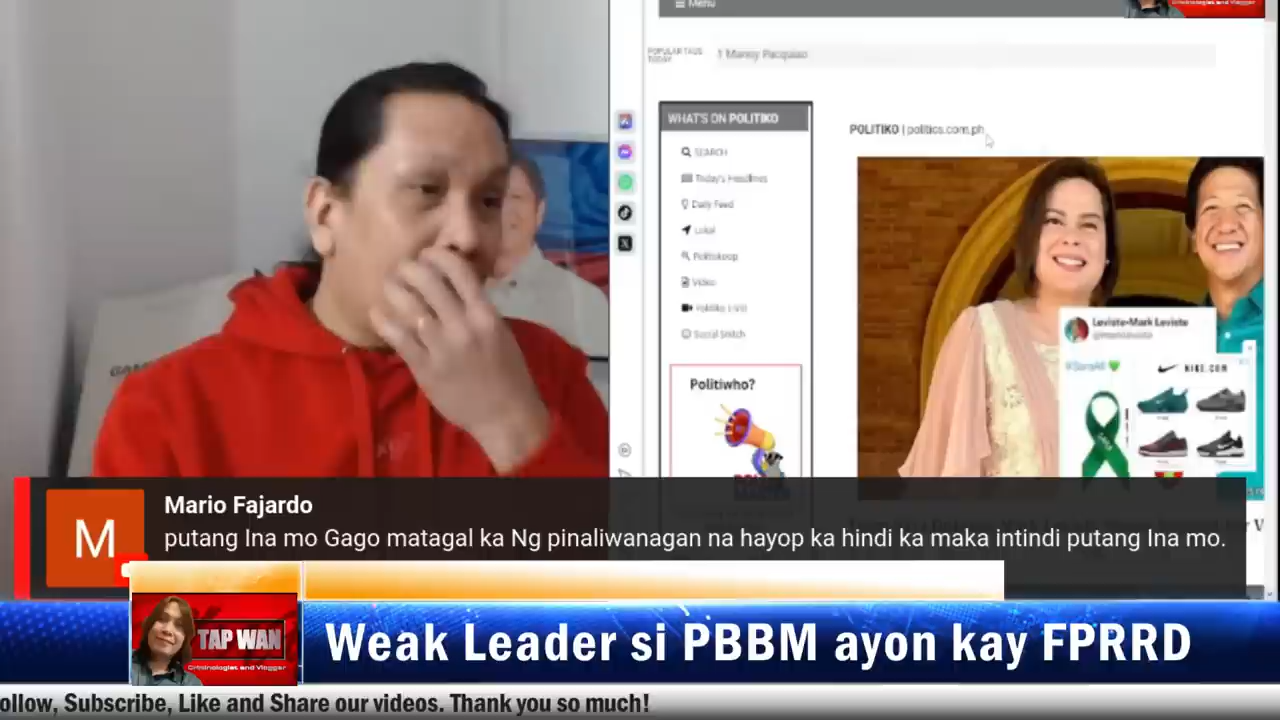 Menu
POPULAR TAGS
TODAY
1 Manny Pacquiao
WHAT'S ON POLITIKO
SEARCH
Today's Headlines
Daily Feed
Lokal
Politiskoop
Video
Politiko LIVE
Social Snitch
POLITIKO | politics.com.ph
Politiwho?
Leviste•Mark Leviste
NIKE.COM
Mario Fajardo
M
putang Ina mo Gago matagal ka Ng pinaliwanagan na hayop ka hindi ka maka intindi putang Ina mo.
TAP WAN
Criminologist and Vlogger
Weak Leader si PBBM ayon kay FPRRD
ollow, Subscribe, Like and Share our videos. Thank you so much!